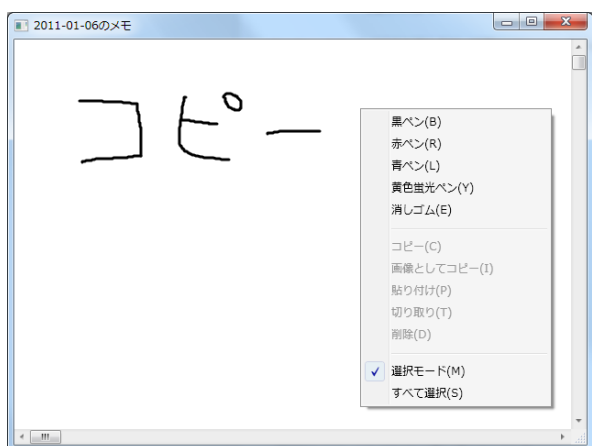 2011-01-06のメモ
コピー
黒ペン(B)
赤ペン(R)
青ペン(L)
黄色蛍光ペン(Y)
消しゴム(E)
コピー(C)
画像としてコピー(I)
貼り付け(P)
切り取り(T)
削除(D)
選択モード(M)
すべて選択(S)